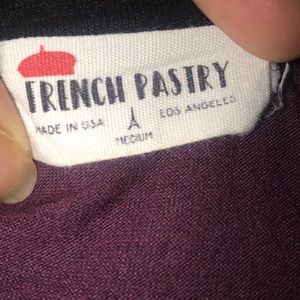 FRENCH PASTRY
MADE IN USA LOS ANGELES
MEDIUM